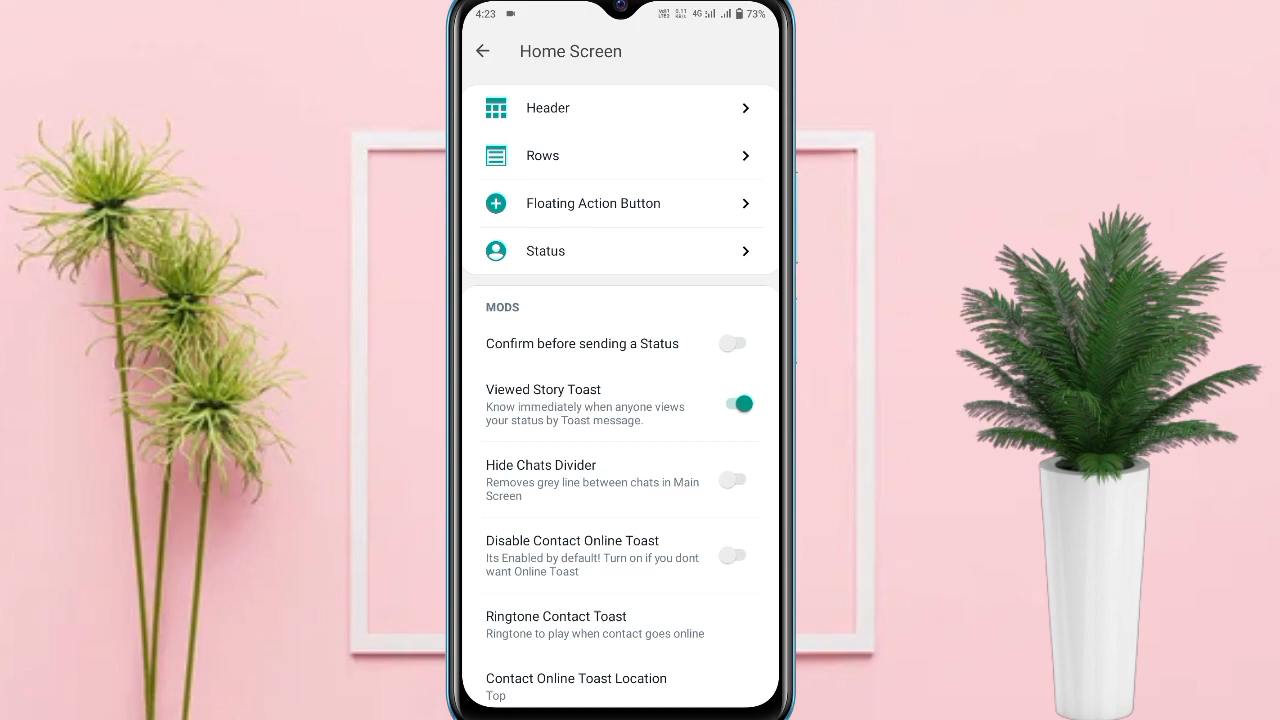 4:23
4G 73%
Home Screen
Header
Rows
Floating Action Button
Status
MODS
Confirm before sending a Status
Viewed Story Toast
Know immediately when anyone views
your status by Toast message.
Hide Chats Divider
Removes grey line between chats in Main
Screen
Disable Contact Online Toast
Its Enabled by default! Turn on if you dont
want Online Toast
Ringtone Contact Toast
Ringtone to play when contact goes online
Contact Online Toast Location
Top